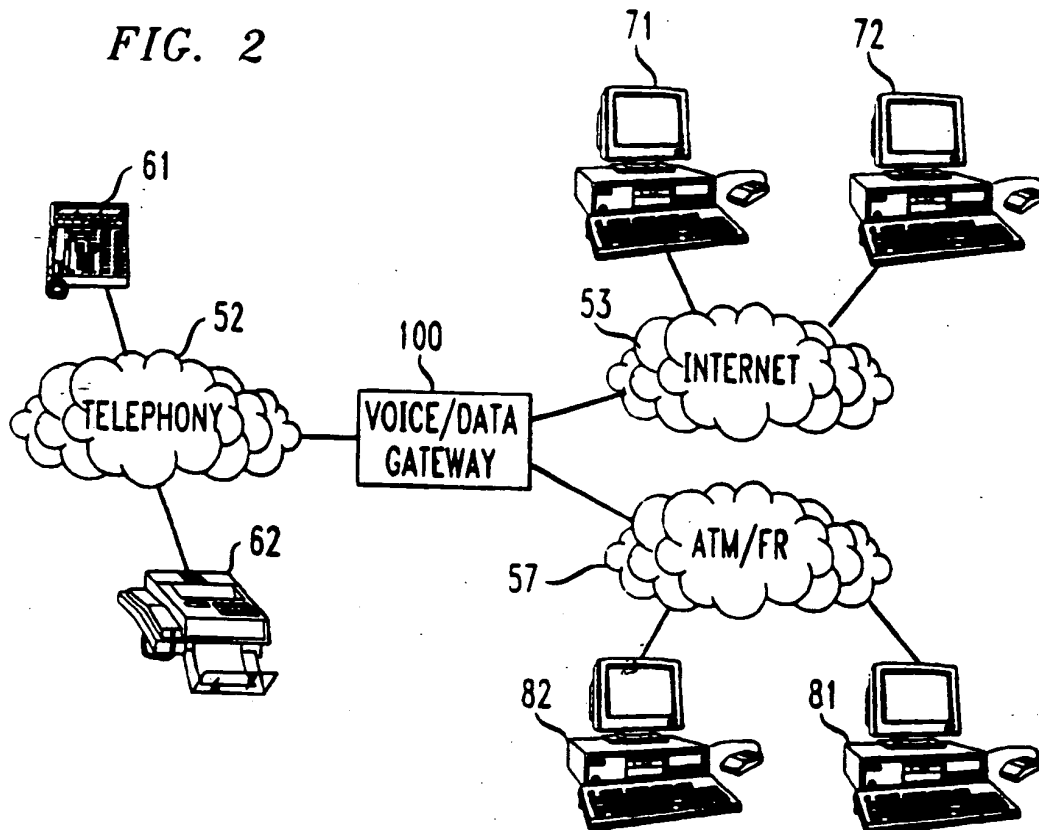 FIG. 2
71
72
61
52
53
INTERNET
100
TELEPHONY
VOICE/DATA
GATEWAY
ATM/FR
57
62
82
81